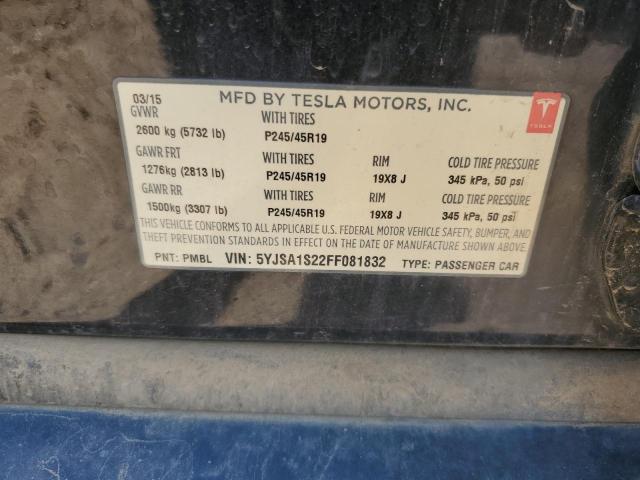 03/15 MFD BY TESLA MOTORS, INC.
GVWR WITH TIRES
2600 kg (5732 lb) P245/45R19
TESLA
GAWR FRT WITH TIRES RIM COLD TIRE PRESSURE
1276kg (2813 lb) P245/45R19 19X8 J 345 kPa, 50 psi
GAWR RR WITH TIRES RIM COLD TIRE PRESSURE
1500kg (3307 lb) P245/45R19 19X8 J 345 kPa, 50 psi
THIS VEHICLE CONFORMS TO ALL APPLICABLE U.S. FEDERAL MOTOR VEHICLE SAFETY, BUMPER, AND
THEFT PREVENTION STANDARDS IN EFFECT ON THE DATE OF MANUFACTURE SHOWN ABOVE.
PNT: PMBL VIN: 5YJSA1S22FF081832 TYPE: PASSENGER CAR